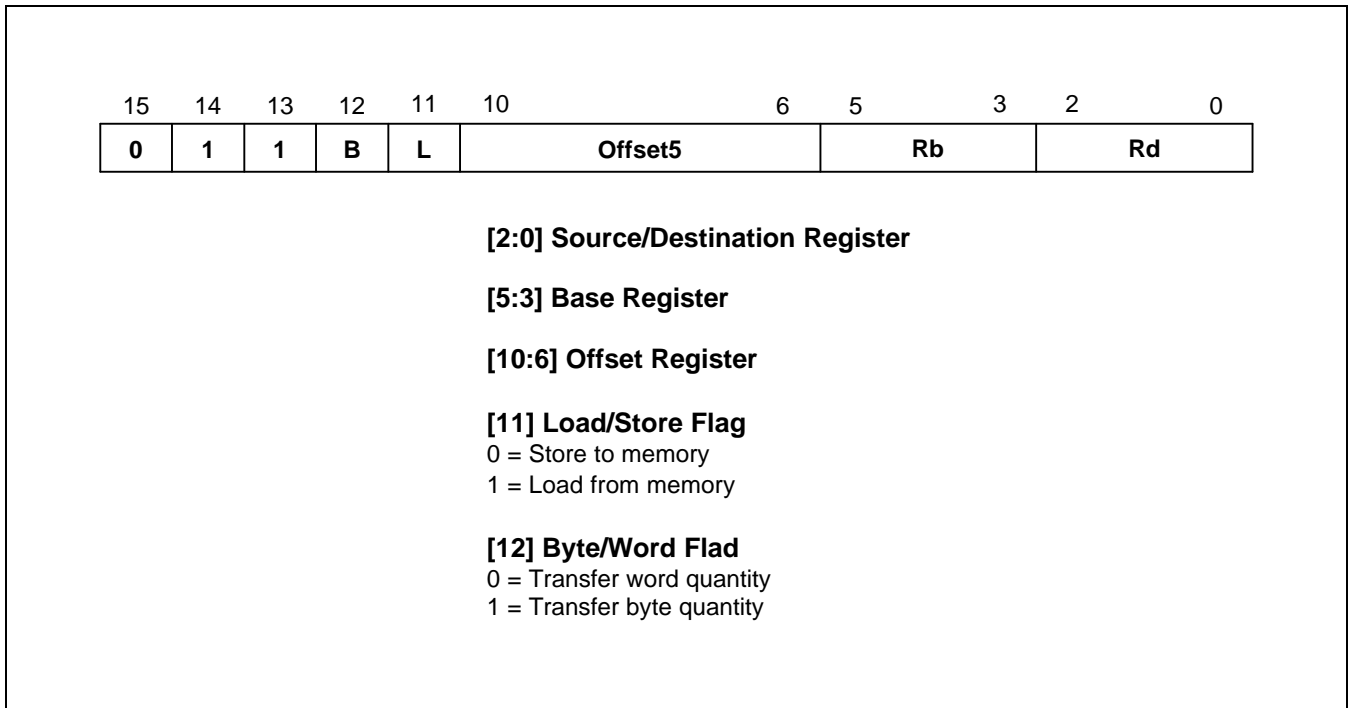 15 14 13 12 11 10 6 5 3 2 0
0 1 1 B L Offset5 Rb Rd
[2:0] Source/Destination Register
[5:3] Base Register
[10:6] Offset Register
[11] Load/Store Flag
0 = Store to memory
1 = Load from memory
[12] Byte/Word Flad
0 = Transfer word quantity
1 = Transfer byte quantity